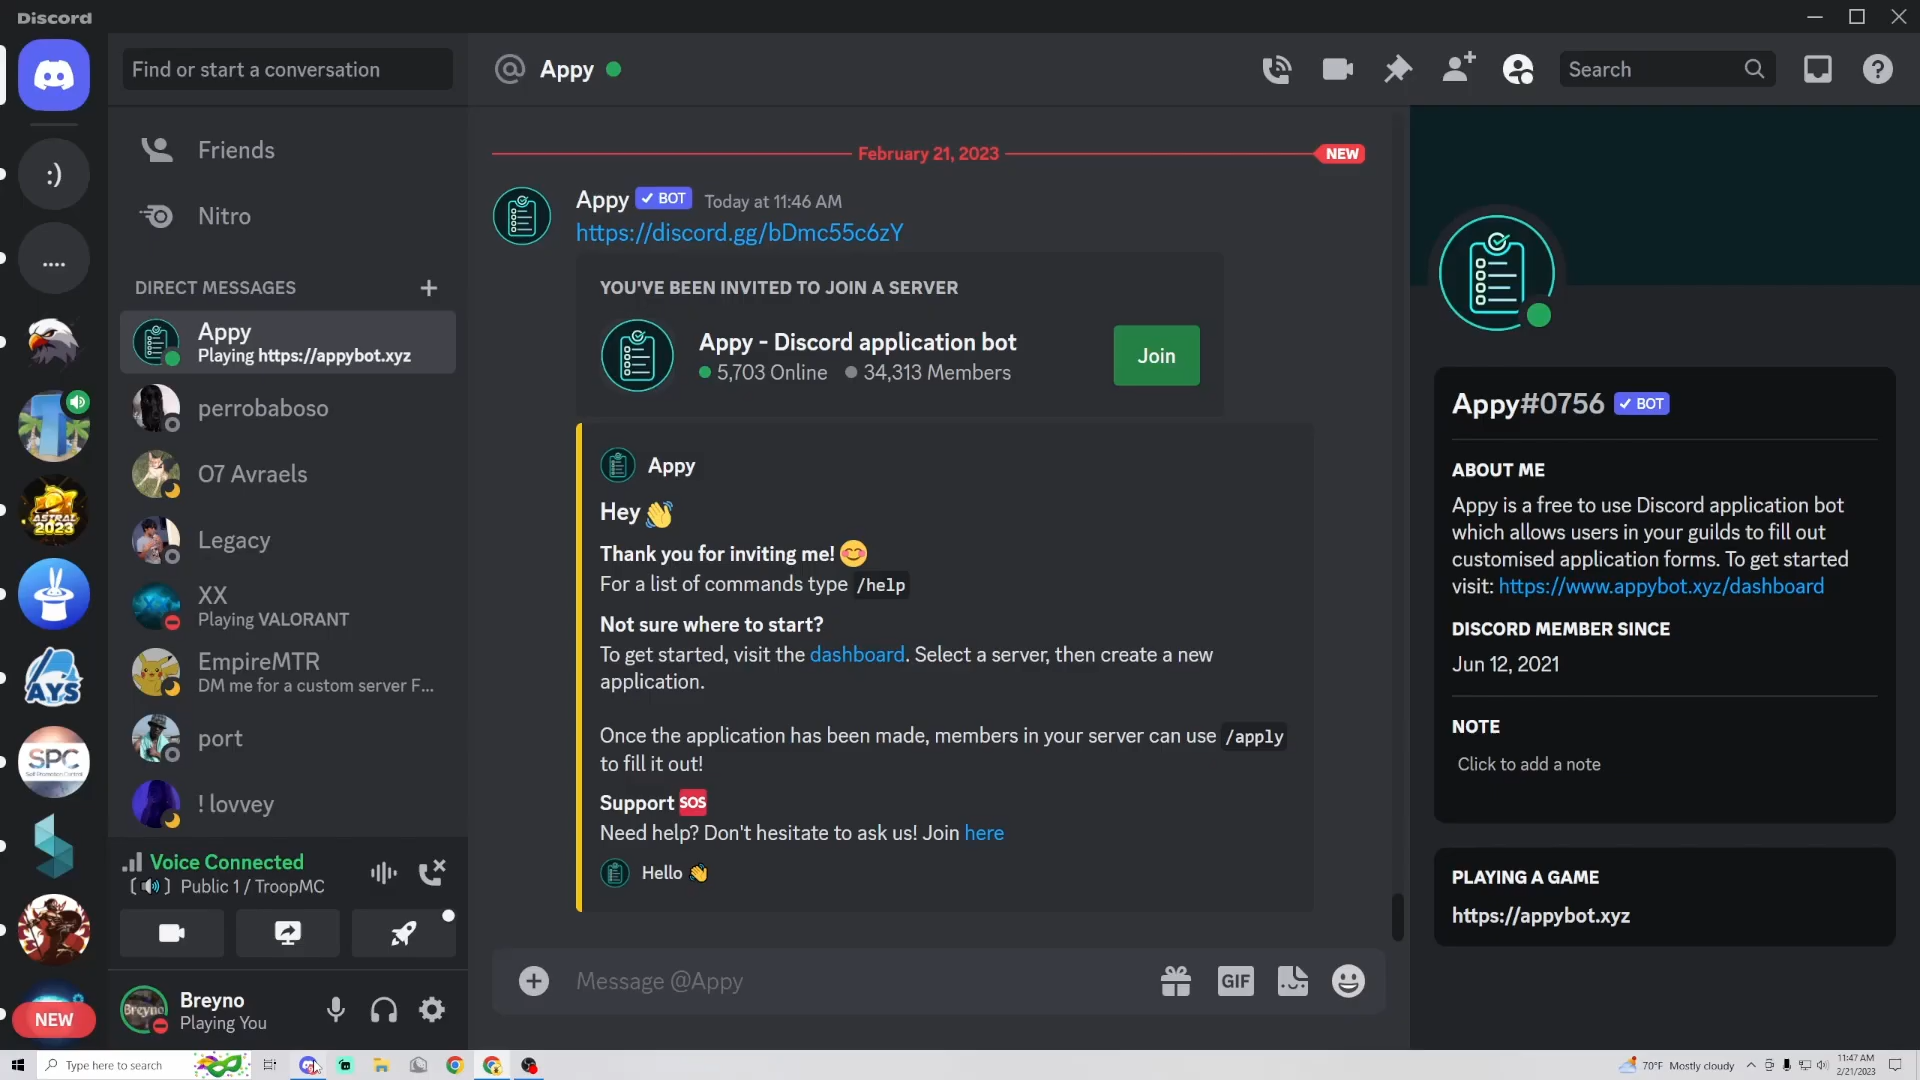 Discord
Find or start a conversation
Appy
Search
:)
Friends
February 21, 2023
NEW
Appy
BOT
Today at 11:46 AM
Nitro
https://discord.gg/bDmc55c6zY
....
DIRECT MESSAGES
YOU'VE BEEN INVITED TO JOIN A SERVER
Appy
Playing https://appybot.xyz
Appy - Discord application bot
5,703 Online
34,313 Members
Join
perrobaboso
Appy#0756
BOT
O7 Avraels
Appy
ABOUT ME
Appy is a free to use Discord application bot
which allows users in your guilds to fill out
customised application forms. To get started
visit: https://www.appybot.xyz/dashboard
ASTRAL
2023
Hey
Legacy
Thank you for inviting me!
For a list of commands type /help
XX
Playing VALORANT
Not sure where to start?
To get started, visit the dashboard. Select a server, then create a new
application.
DISCORD MEMBER SINCE
Jun 12, 2021
AYS
EmpireMTR
DM me for a custom server F...
Once the application has been made, members in your server can use /apply
to fill it out!
NOTE
Click to add a note
SPC
port
Support SOS
Need help? Don't hesitate to ask us! Join here
! lovvey
Hello
Voice Connected
Public 1 / TroopMC
PLAYING A GAME
https://appybot.xyz
Message @Appy
GIF
NEW
Breyno
Breyno
Playing You
Type here to search
70°F Mostly cloudy
11:47 AM
2/21/2023